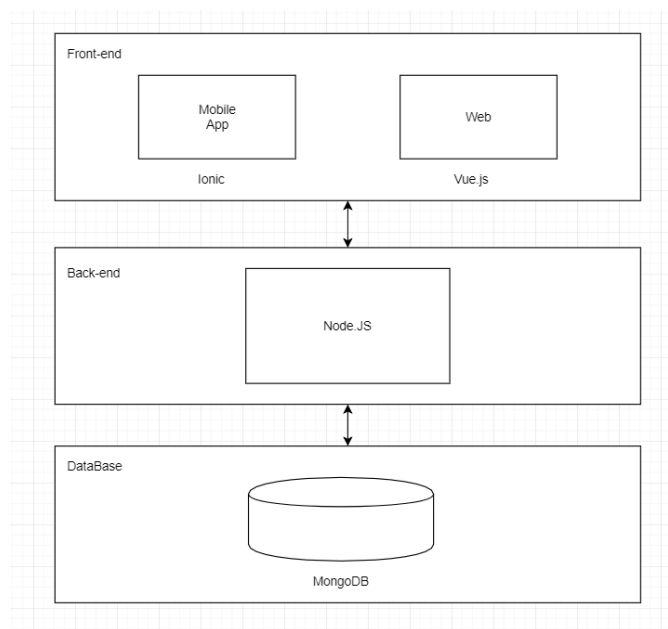 Front-end
Mobile
App
Web
Ionic
Vue.js
Back-end
Node.JS
DataBase
MongoDB